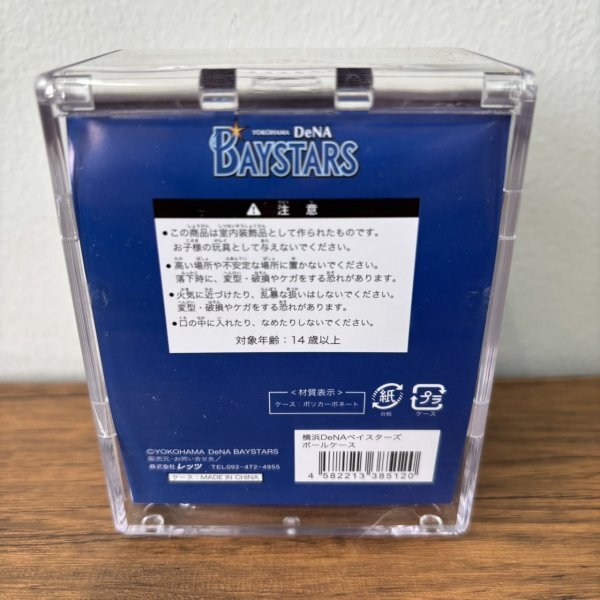 YOKOHAMA DeNA
BAYSTARS
注意
●この商品は室内装飾品として作られたものです。
お子様の玩具として与えないでください。
●高い場所や不安定な場所に置かないでください。
落下時に、変型・破損やケガをする恐れがあります。
●火気に近づけたり、乱暴な扱いはしないでください。
変型・破損やケガをする恐れがあります。
●口の中に入れたり、なめたりしないでください。
対象年齢：14歳以上
＜材質表示＞
ケース：ポリカーボネート
紙
台紙
プラ
ケース
©YOKOHAMA DeNA BAYSTARS
販売元・お問い合せ先／
株式会社 レッツ TEL092-472-4955
ケース：MADE IN CHINA
横浜DeNAベイスターズ
ボールケース
4 582213 385120